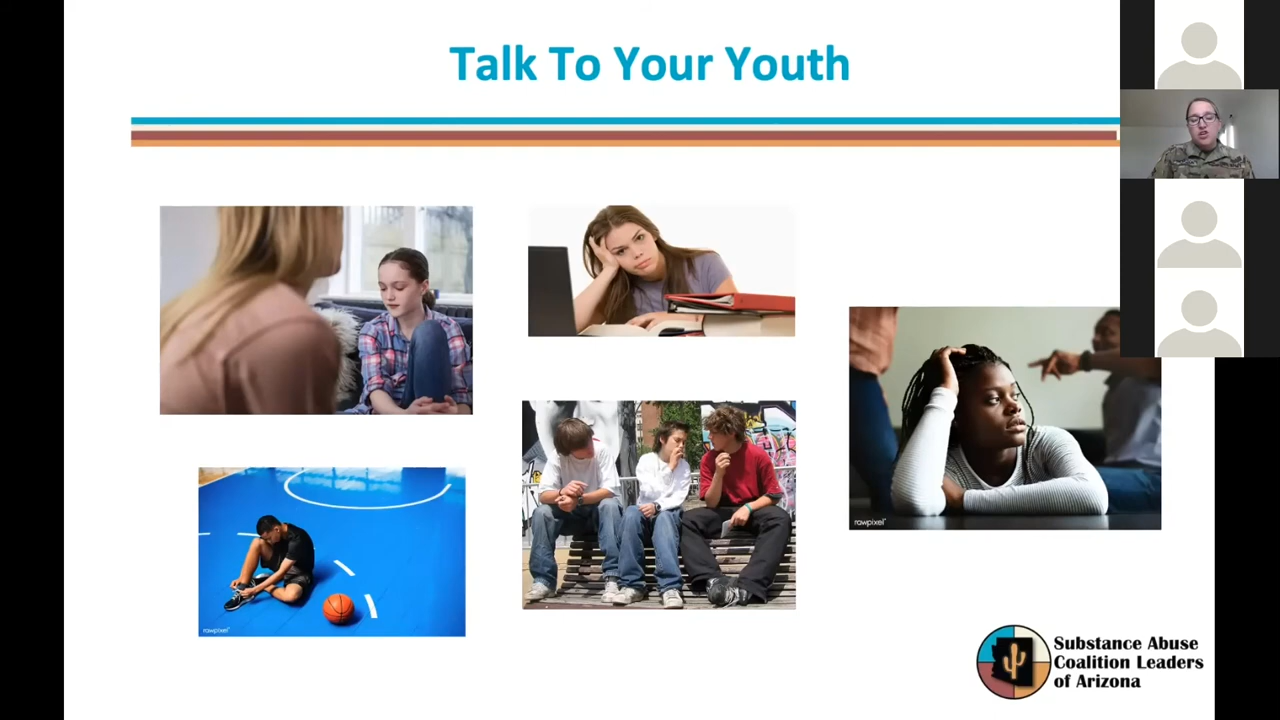 Talk To Your Youth
rawpixel
rawpixel
Substance Abuse
Coalition Leaders
of Arizona